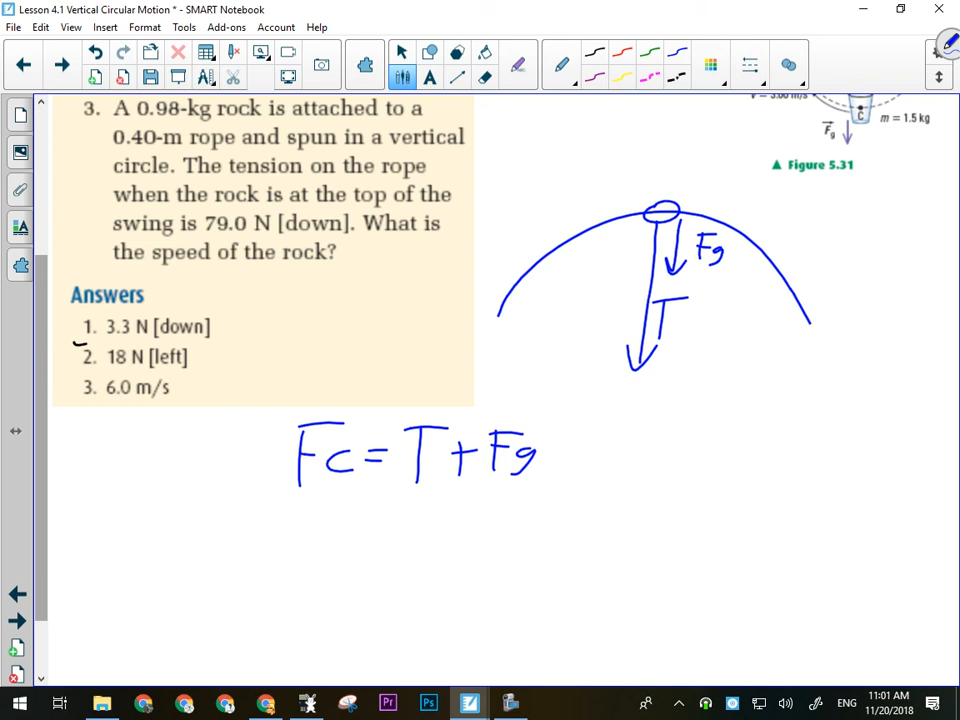 Lesson 4.1 Vertical Circular Motion * - SMART Notebook
File Edit View Insert Format Tools Add-ons Account Help
3. A 0.98-kg rock is attached to a
0.40-m rope and spun in a vertical
circle. The tension on the rope
when the rock is at the top of the
swing is 79.0 N [down]. What is
the speed of the rock?
Answers
1. 3.3 N [down]
2. 18 N [left]
3. 6.0 m/s
C
m = 1.5 kg
Fg
▲ Figure 5.31
Fg
T
Fc = T + Fg
Pr Ps
ENG
11:01 AM
11/20/2018